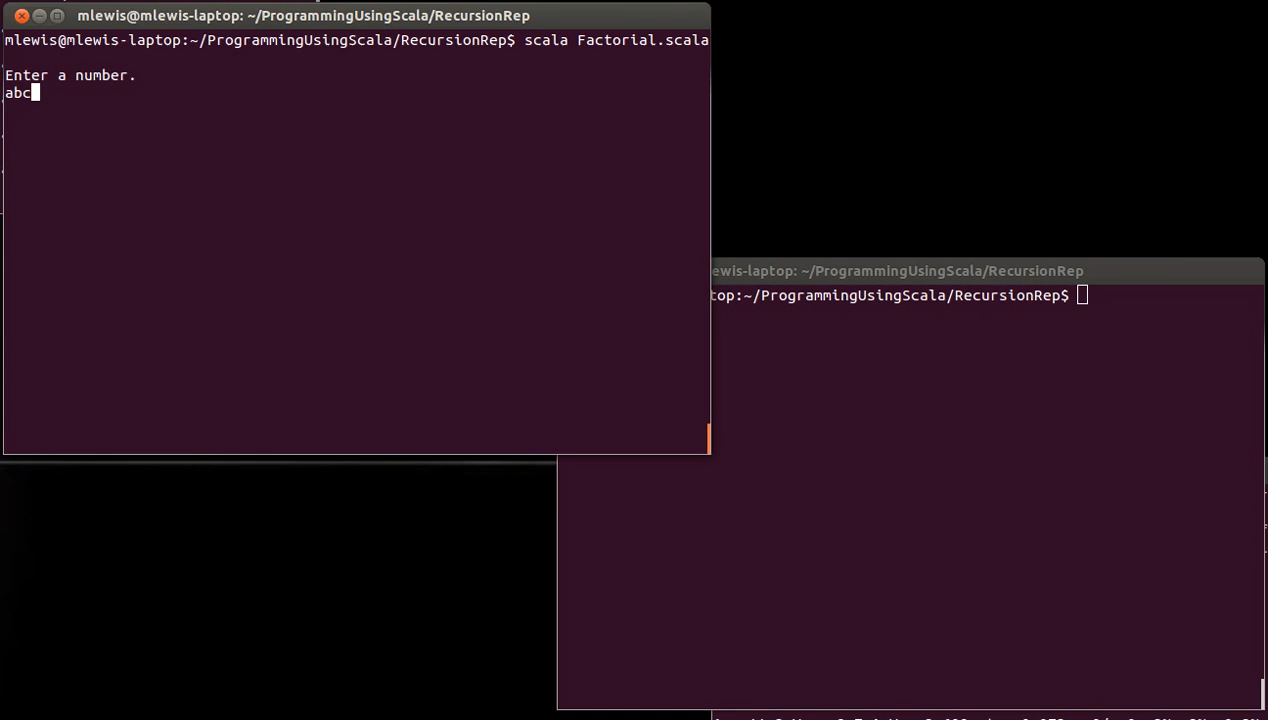 mlewis@mlewis-laptop: ~/ProgrammingUsingScala/RecursionRep
mlewis@mlewis-laptop:~/ProgrammingUsingScala/RecursionRep$ scala Factorial.scala
Enter a number.
abc
ewis-laptop: ~/ProgrammingUsingScala/RecursionRep
top:~/ProgrammingUsingScala/RecursionRep$